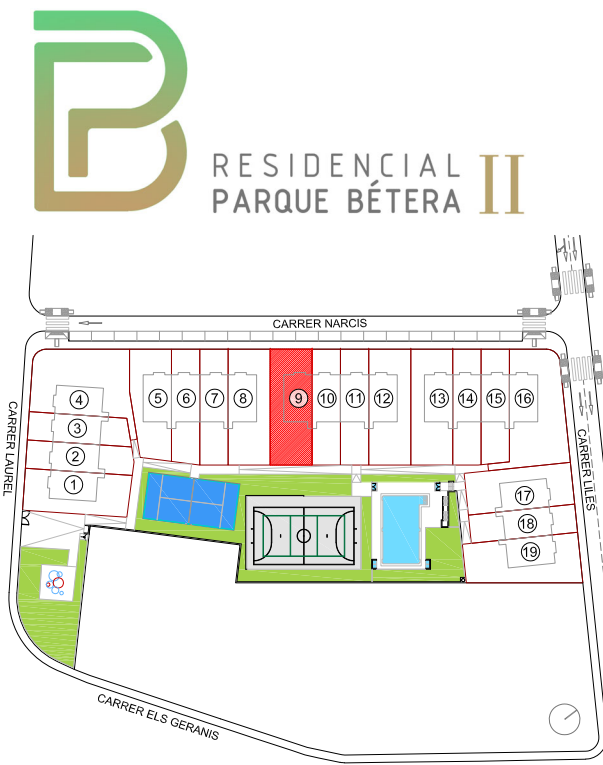 RESIDENCIAL
PARQUE BÉTERA II
CARRER NARCIS
CARRER LAUREL
CARRER LILES
4
3
2
1
5 6 7 8 9 10 11 12 13 14 15 16
17
18
19
CARRER ELS GERANIS